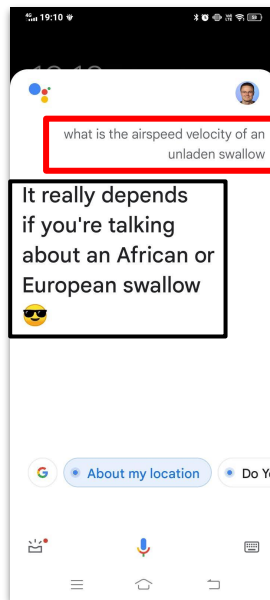 4G 19:10
what is the airspeed velocity of an
unladen swallow
It really depends
if you're talking
about an African or
European swallow
😎
G About my location Do Y